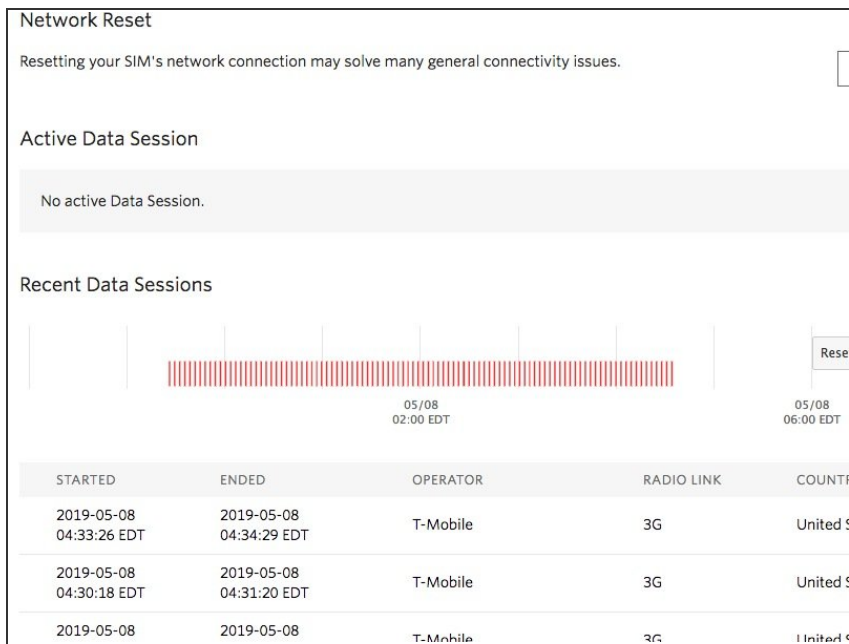 Network Reset
Resetting your SIM's network connection may solve many general connectivity issues.
Active Data Session
No active Data Session.
Recent Data Sessions
Rese
05/08 05/08
02:00 EDT 06:00 EDT
STARTED ENDED OPERATOR RADIO LINK COUNTR
2019-05-08 2019-05-08
04:33:26 EDT 04:34:29 EDT T-Mobile 3G United S
2019-05-08 2019-05-08
04:30:18 EDT 04:31:20 EDT T-Mobile 3G United S
2019-05-08 2019-05-08
T-Mobile 3G United S